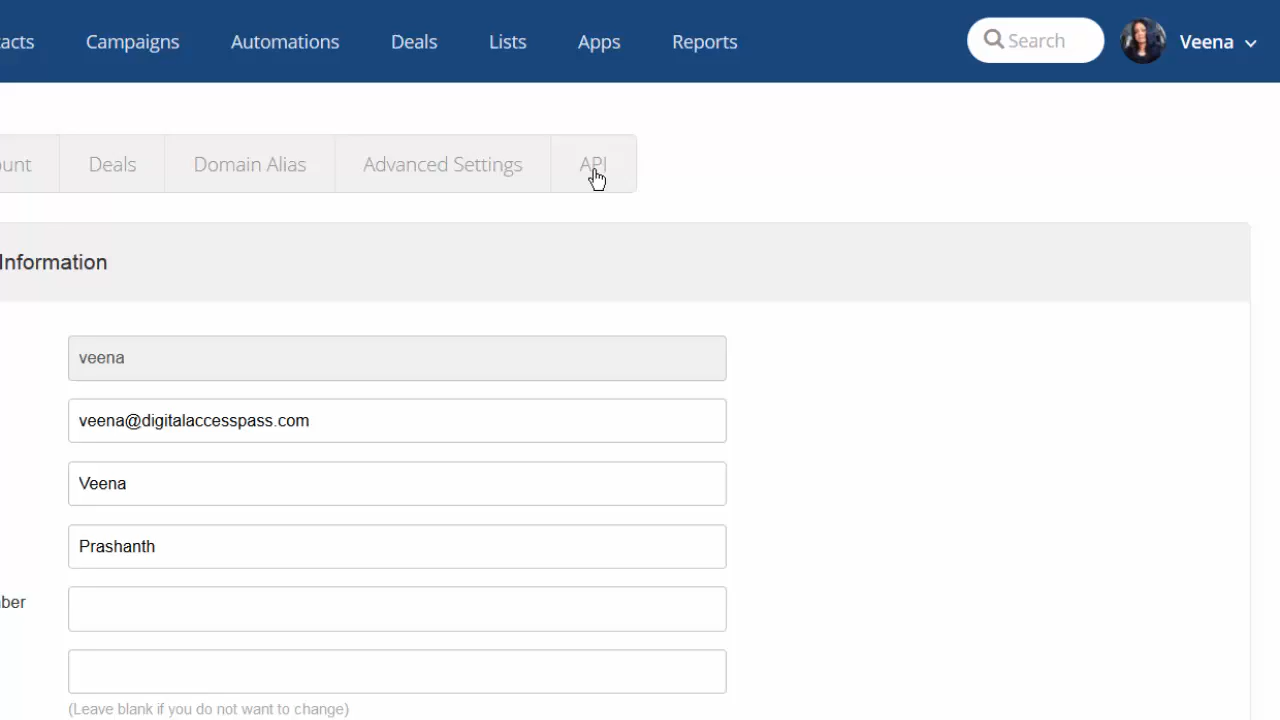 acts Campaigns Automations Deals Lists Apps Reports Search Veena
ount Deals Domain Alias Advanced Settings API
Information
veena
veena@digitalaccesspass.com
Veena
Prashanth
ber
(Leave blank if you do not want to change)